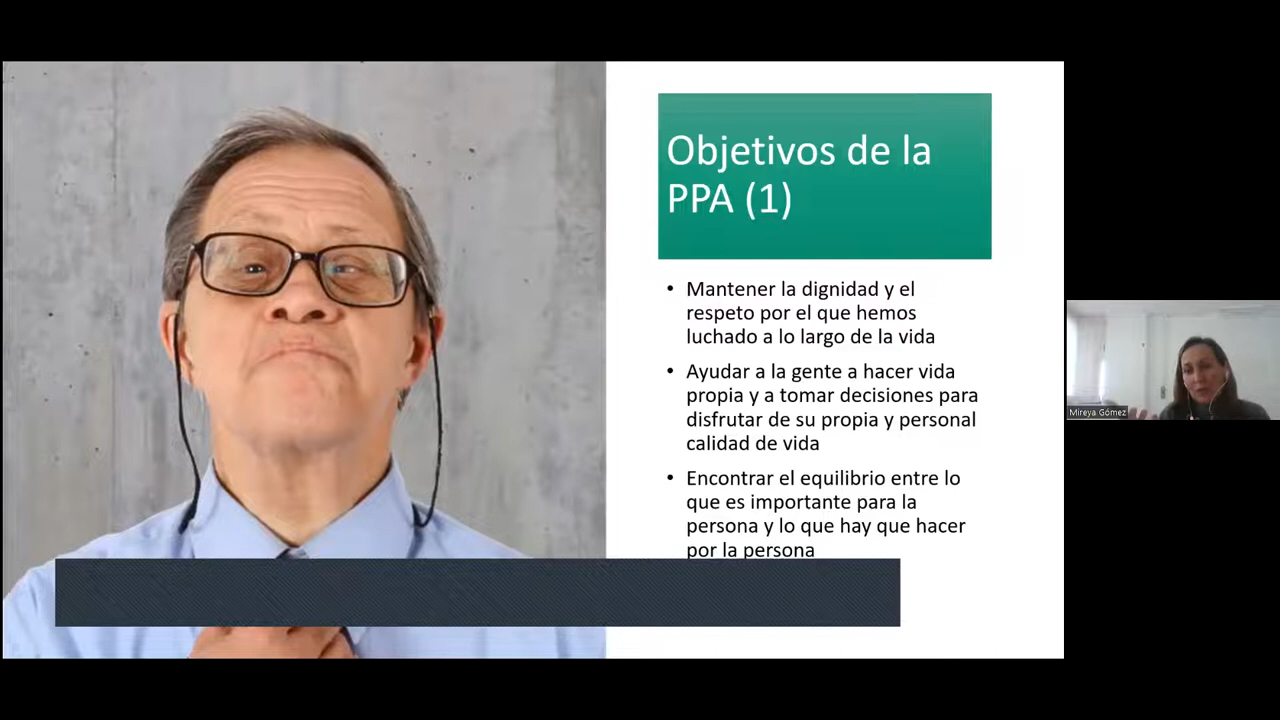 Objetivos de la
PPA (1)
• Mantener la dignidad y el
respeto por el que hemos
luchado a lo largo de la vida
• Ayudar a la gente a hacer vida
propia y a tomar decisiones para
disfrutar de su propia y personal
calidad de vida
• Encontrar el equilibrio entre lo
que es importante para la
persona y lo que hay que hacer
por la persona
Mireya Gómez